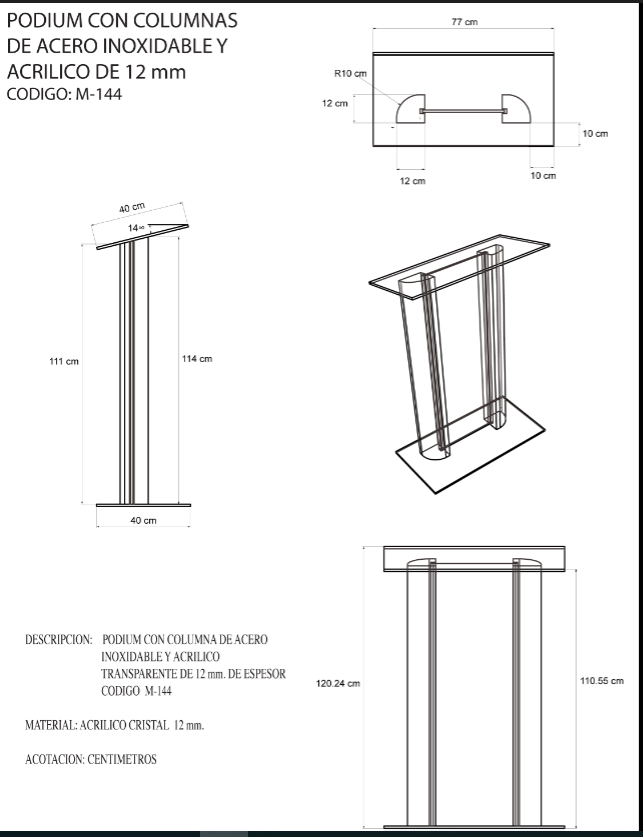 PODIUM CON COLUMNAS
DE ACERO INOXIDABLE Y
ACRILICO DE 12 mm
CODIGO: M-144
77 cm
R10 cm
12 cm
10 cm
12 cm
10 cm
40 cm
14°
111 cm
114 cm
40 cm
120.24 cm
110.55 cm
DESCRIPCION: PODIUM CON COLUMNA DE ACERO
INOXIDABLE Y ACRILICO
TRANSPARENTE DE 12 mm. DE ESPESOR
CODIGO M-144
MATERIAL: ACRILICO CRISTAL 12 mm.
ACOTACION: CENTIMETROS